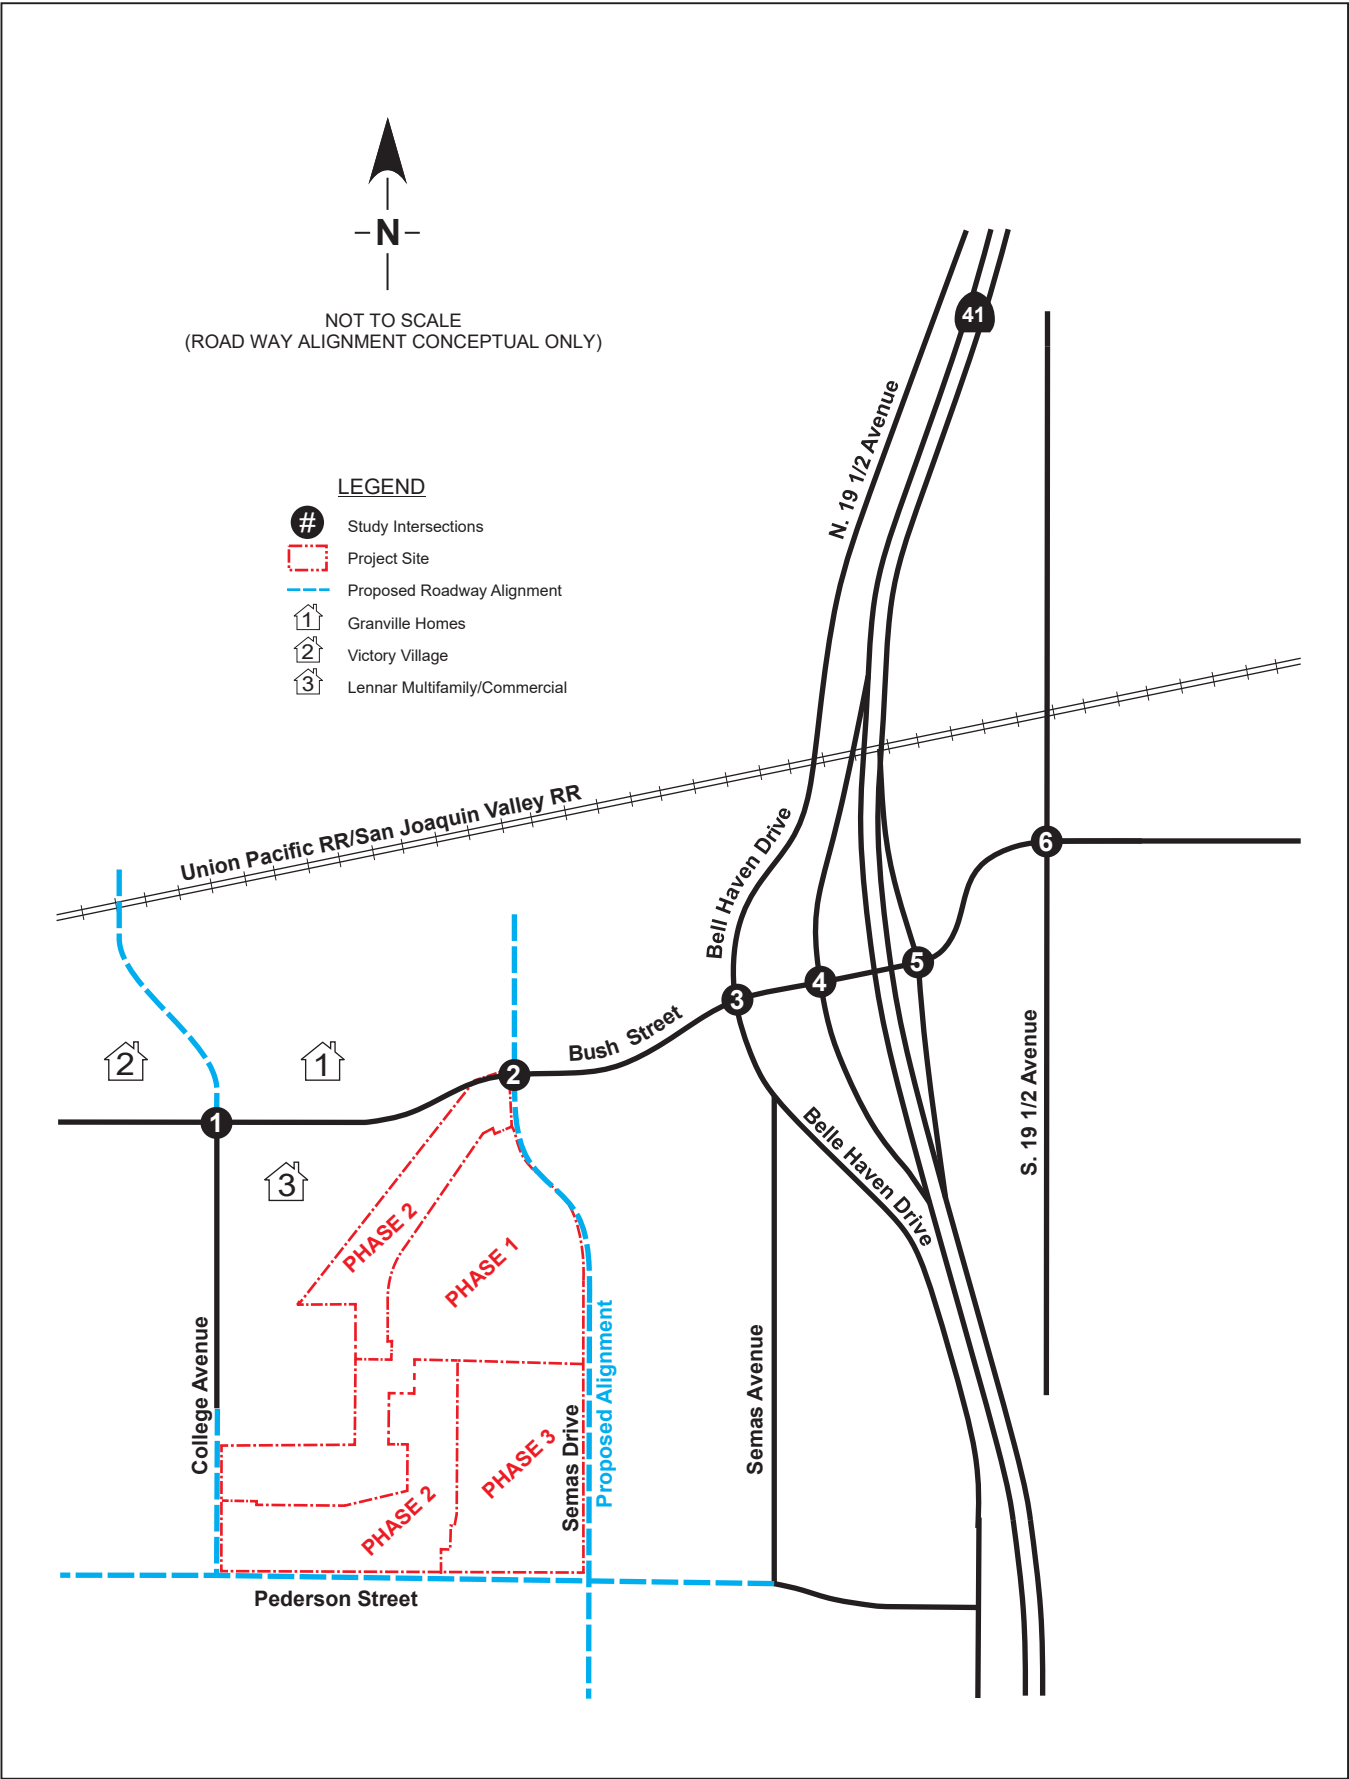 N
NOT TO SCALE
(ROAD WAY ALIGNMENT CONCEPTUAL ONLY)
41
N. 19 1/2 Avenue
LEGEND
# Study Intersections
Project Site
Proposed Roadway Alignment
1 Granville Homes
2 Victory Village
3 Lennar Multifamily/Commercial
Union Pacific RR/San Joaquin Valley RR
Bell Haven Drive
6
5
4
3
Bush Street
2
1
2
1
3
S. 19 1/2 Avenue
Belle Haven Drive
PHASE 2
PHASE 1
College Avenue
Semas Drive
Proposed Alignment
Semas Avenue
PHASE 3
PHASE 2
Pederson Street